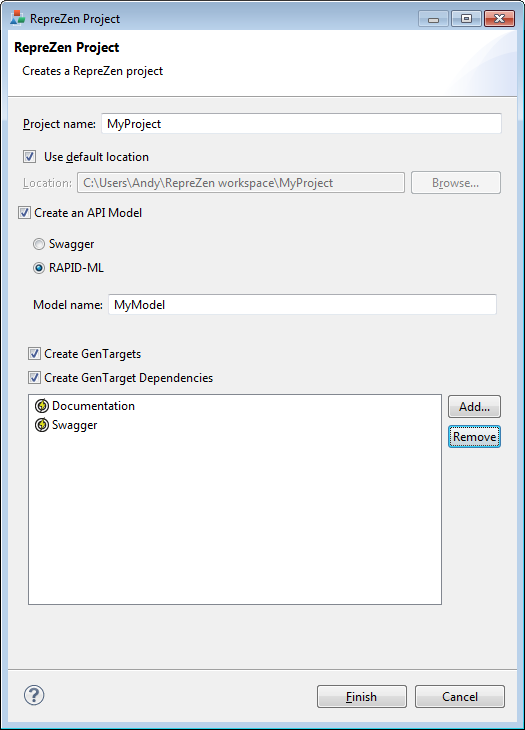 RepreZen Project
RepreZen Project
Creates a RepreZen project
Project name: MyProject
Use default location
Location: C:\Users\Andy\RepreZen workspace\MyProject Browse...
Create an API Model
Swagger
RAPID-ML
Model name: MyModel
Create GenTargets
Create GenTarget Dependencies
Documentation Add...
Swagger Remove
? Finish Cancel